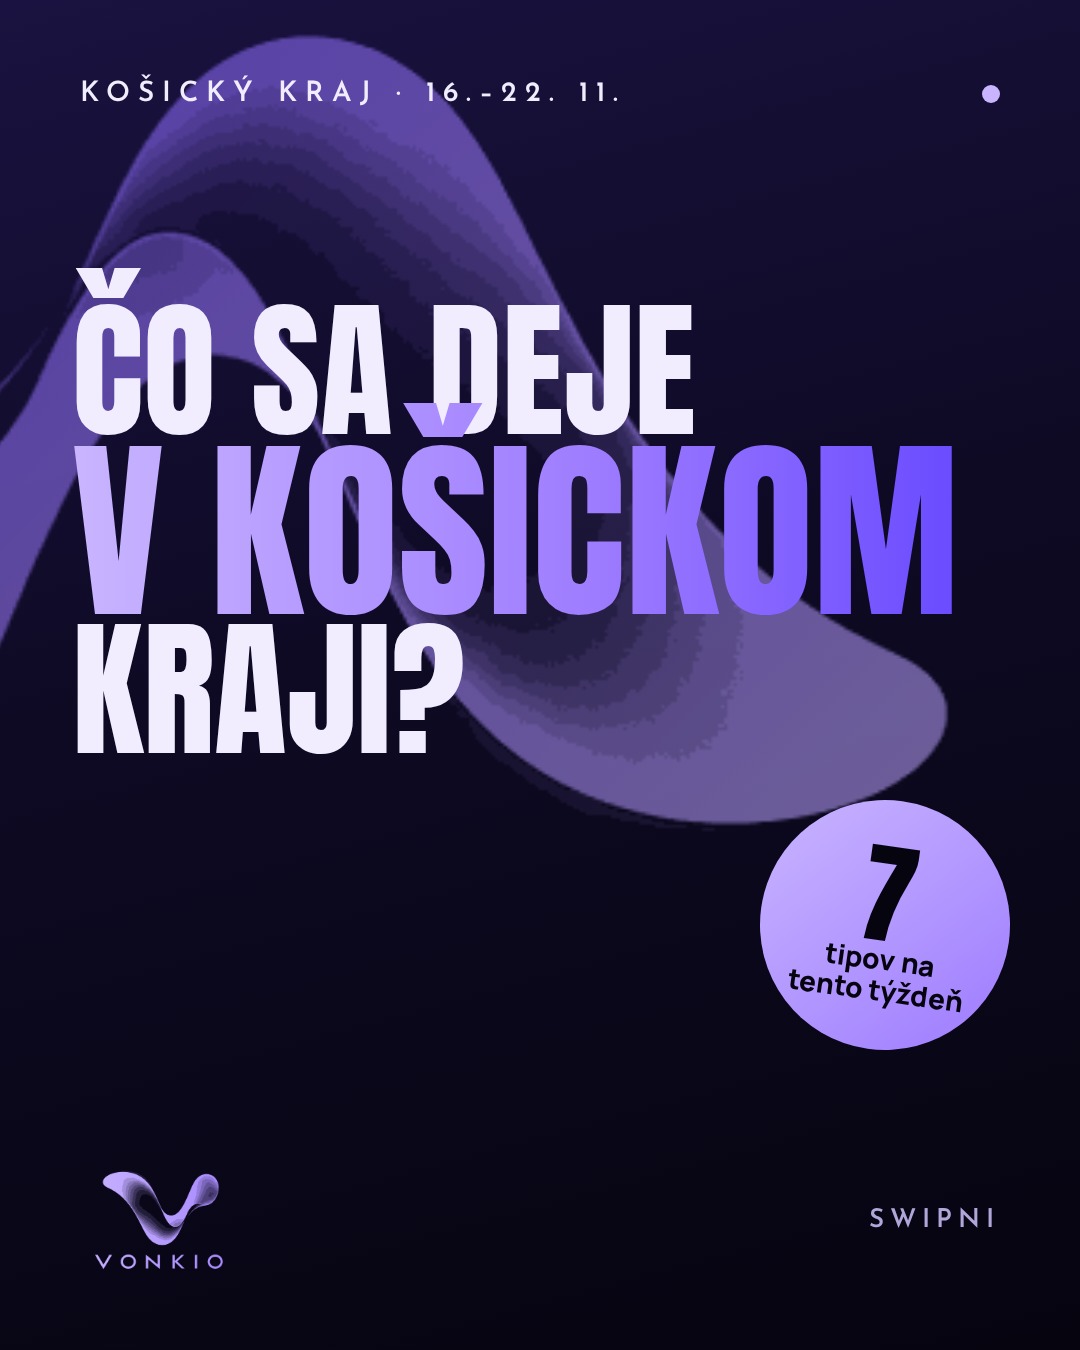 KOŠICKÝ KRAJ · 16.-22. 11.
ČO SA DEJE
V KOŠICKOM
KRAJI?
7
tipov na
tento týždeň
VONKIO
SWIPNI